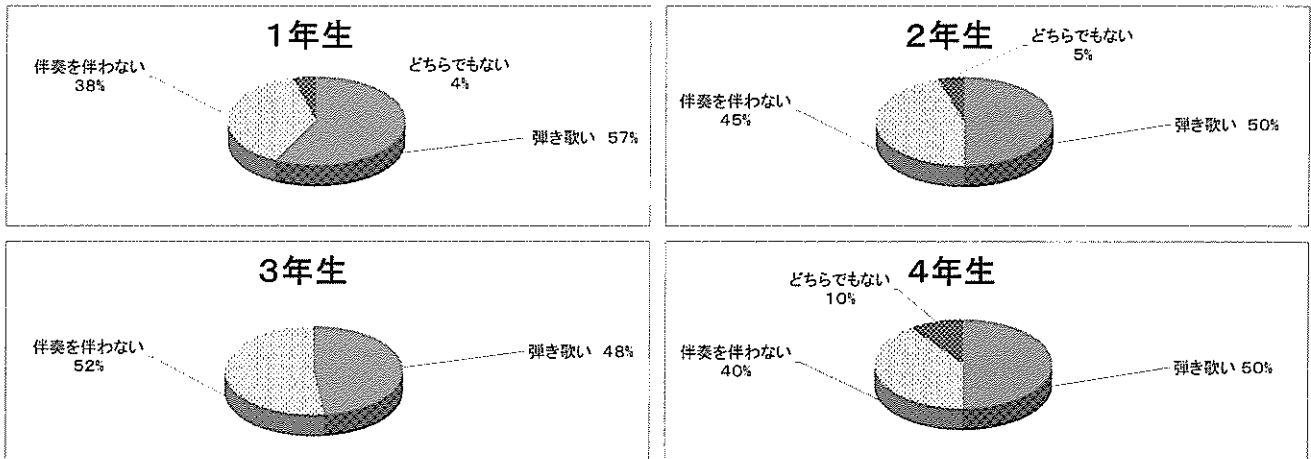 1年生
伴奏を伴わない
38%
どちらでもない
4%
弾き歌い 57%
2年生
どちらでもない
5%
伴奏を伴わない
45%
弾き歌い 50%
3年生
伴奏を伴わない
52%
弾き歌い 48%
4年生
どちらでもない
10%
伴奏を伴わない
40%
弾き歌い 50%